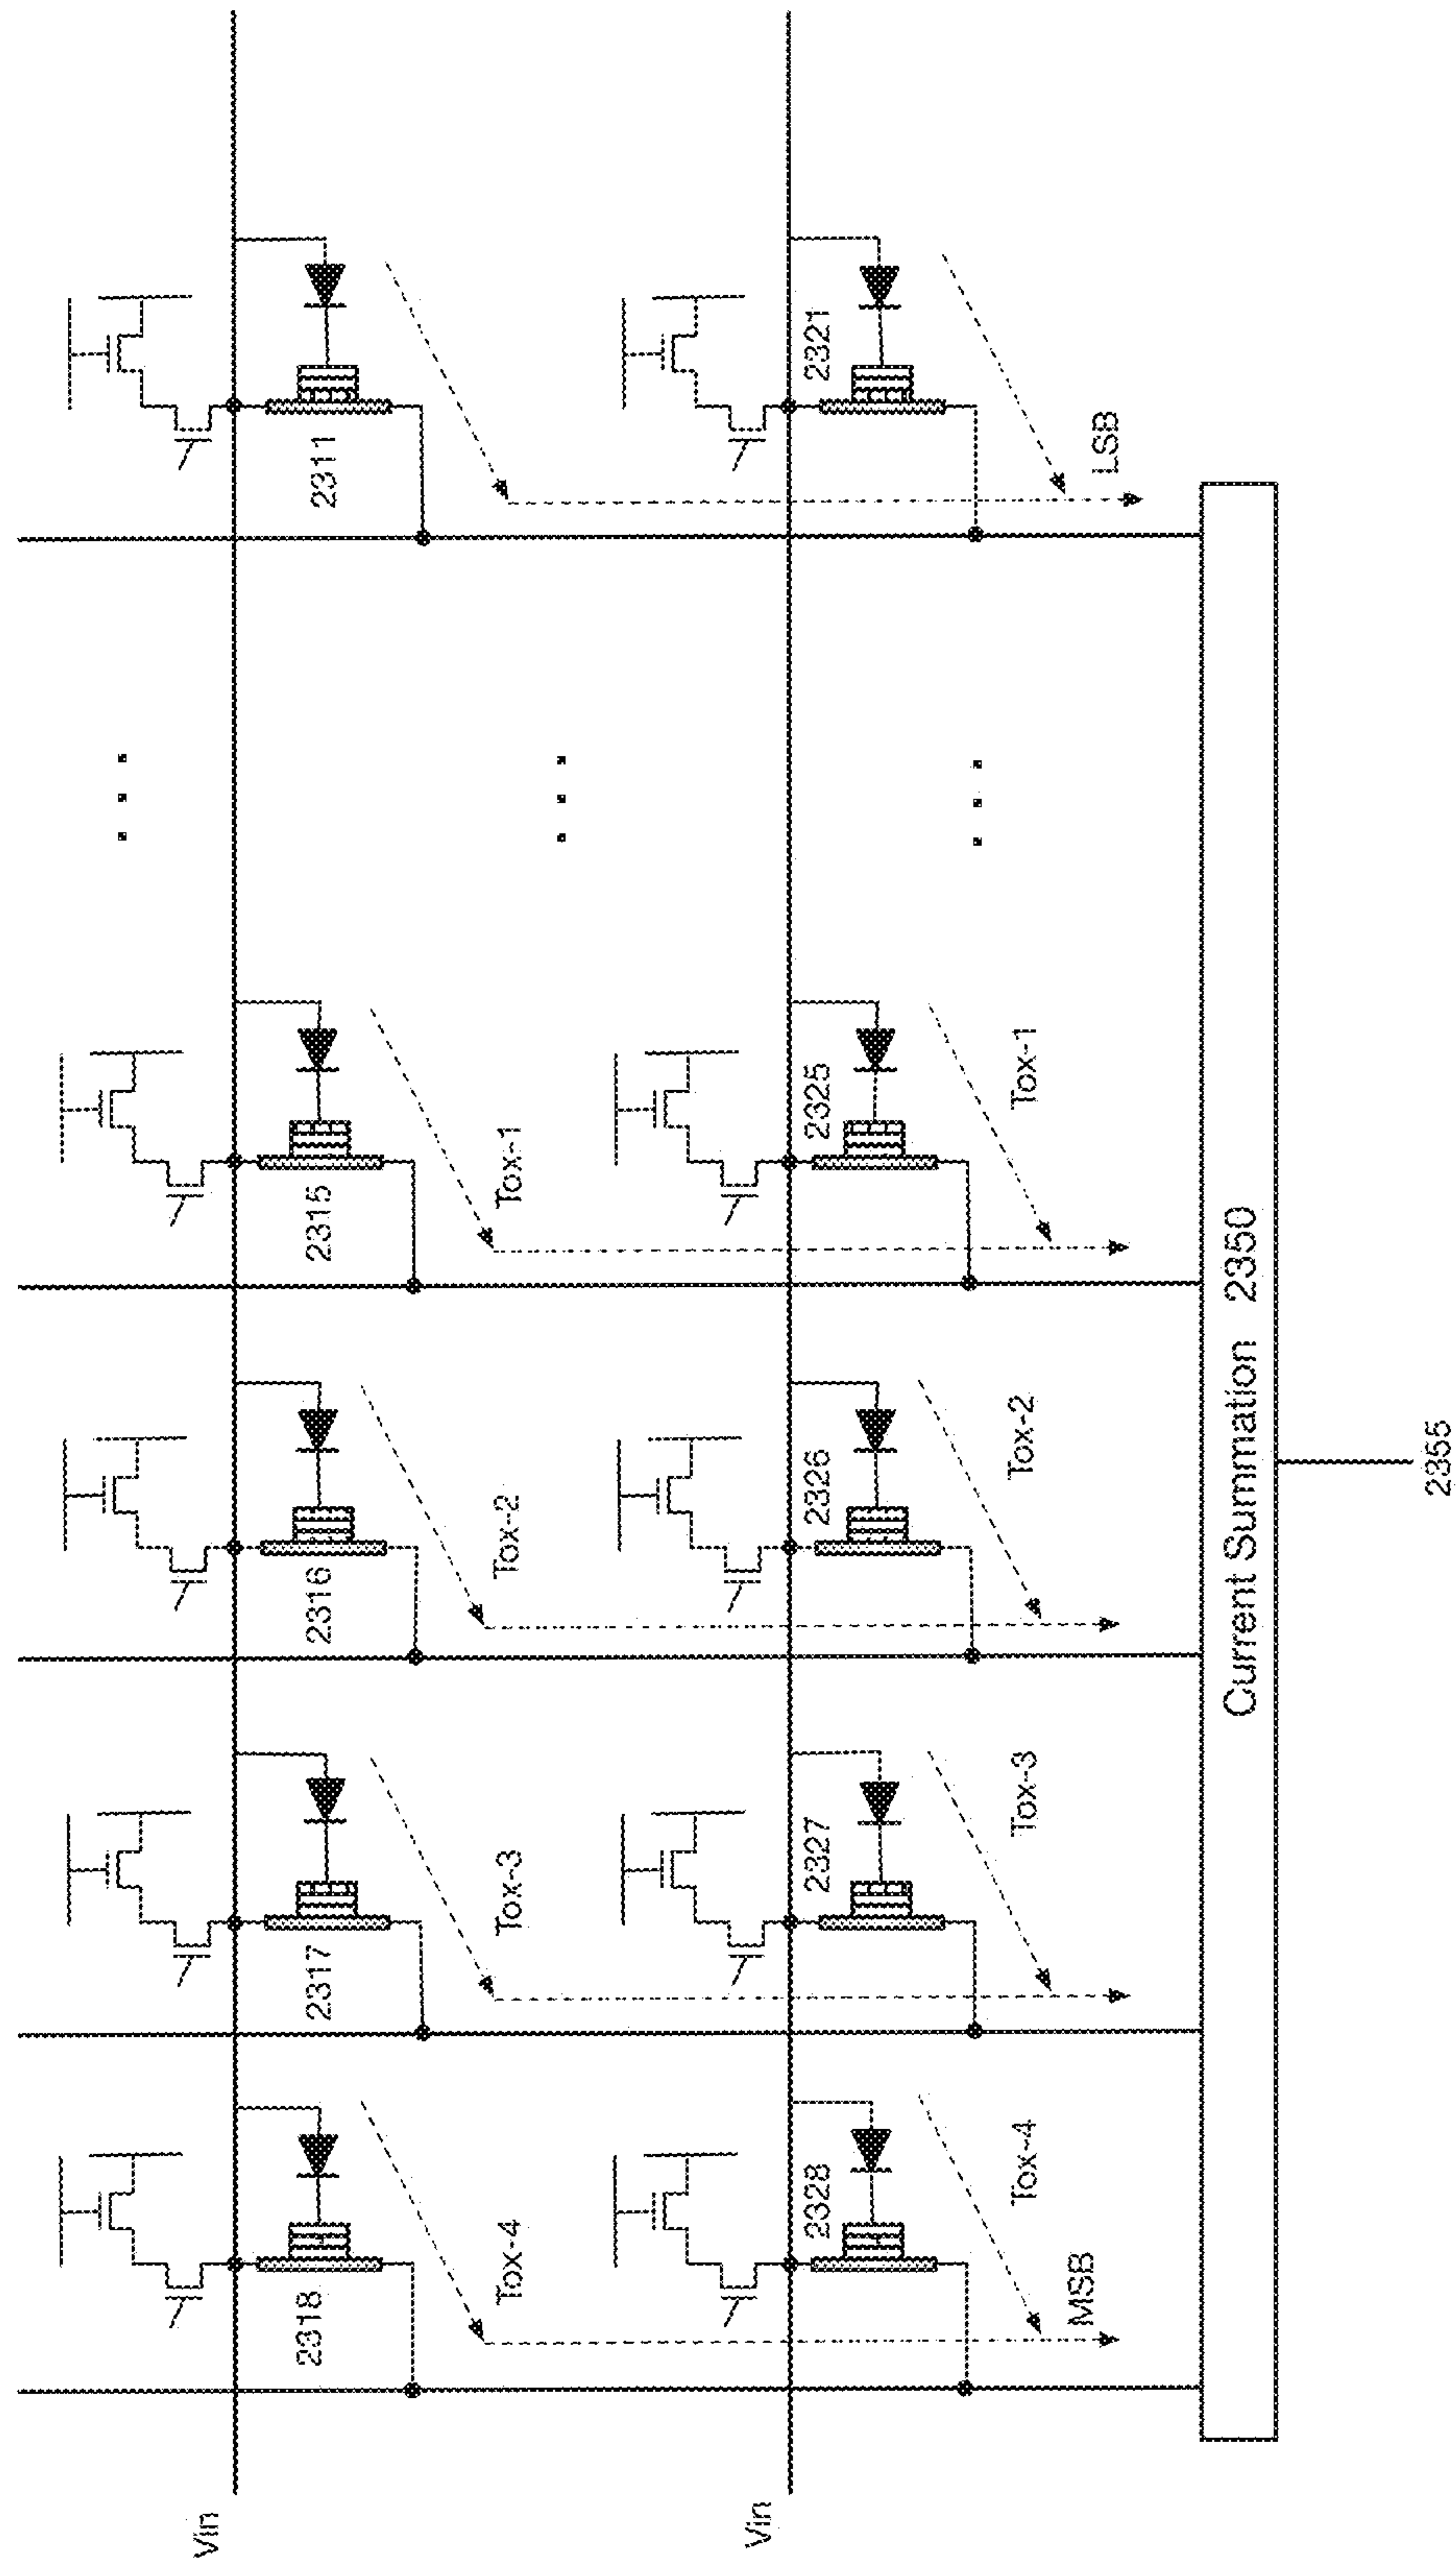 Vin
2318
2317
2316
2315
2311
Tox-4
Tox-3
Tox-2
Tox-1
Vin
2328
2327
2326
2325
2321
Tox-4
Tox-3
Tox-2
Tox-1
MSB
LSB
Current Summation 2350
2355